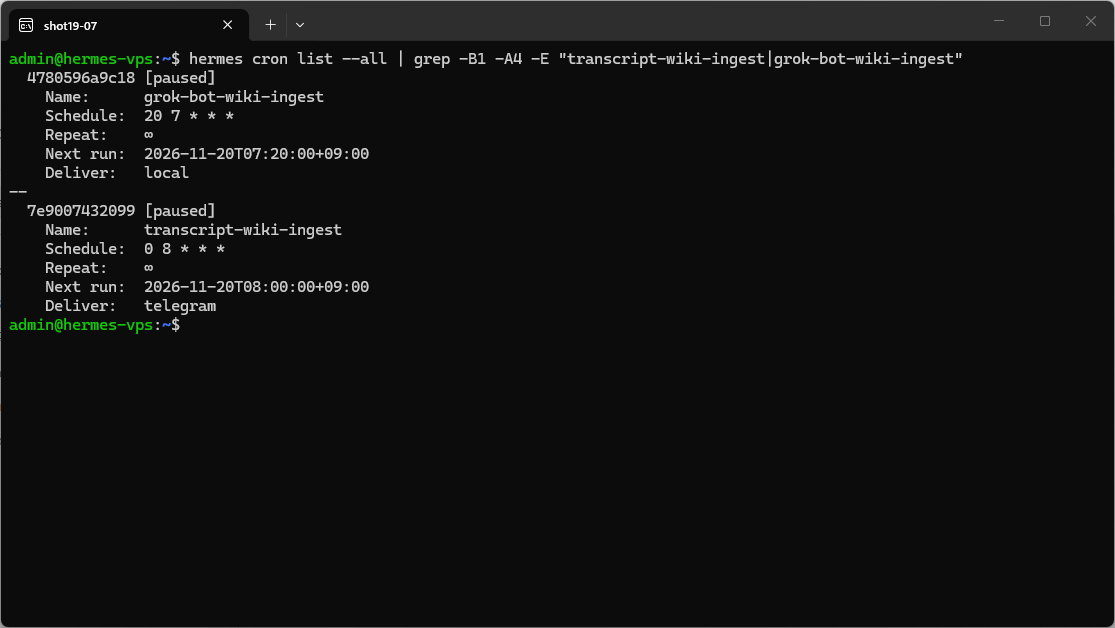 shot19-07
admin@hermes-vps:~$ hermes cron list --all | grep -B1 -A4 -E "transcript-wiki-ingest|grok-bot-wiki-ingest"
4780596a9c18 [paused]
Name: grok-bot-wiki-ingest
Schedule: 20 7 * * *
Repeat: ∞
Next run: 2026-11-20T07:20:00+09:00
Deliver: local
--
7e9007432099 [paused]
Name: transcript-wiki-ingest
Schedule: 0 8 * * *
Repeat: ∞
Next run: 2026-11-20T08:00:00+09:00
Deliver: telegram
admin@hermes-vps:~$